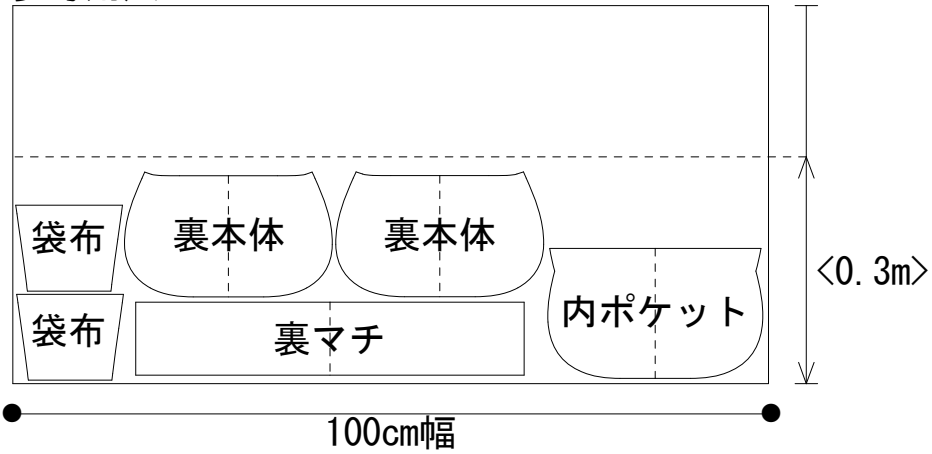 袋布
裏本体
裏本体
袋布
裏マチ
内ポケット
<0.3m>
100cm幅